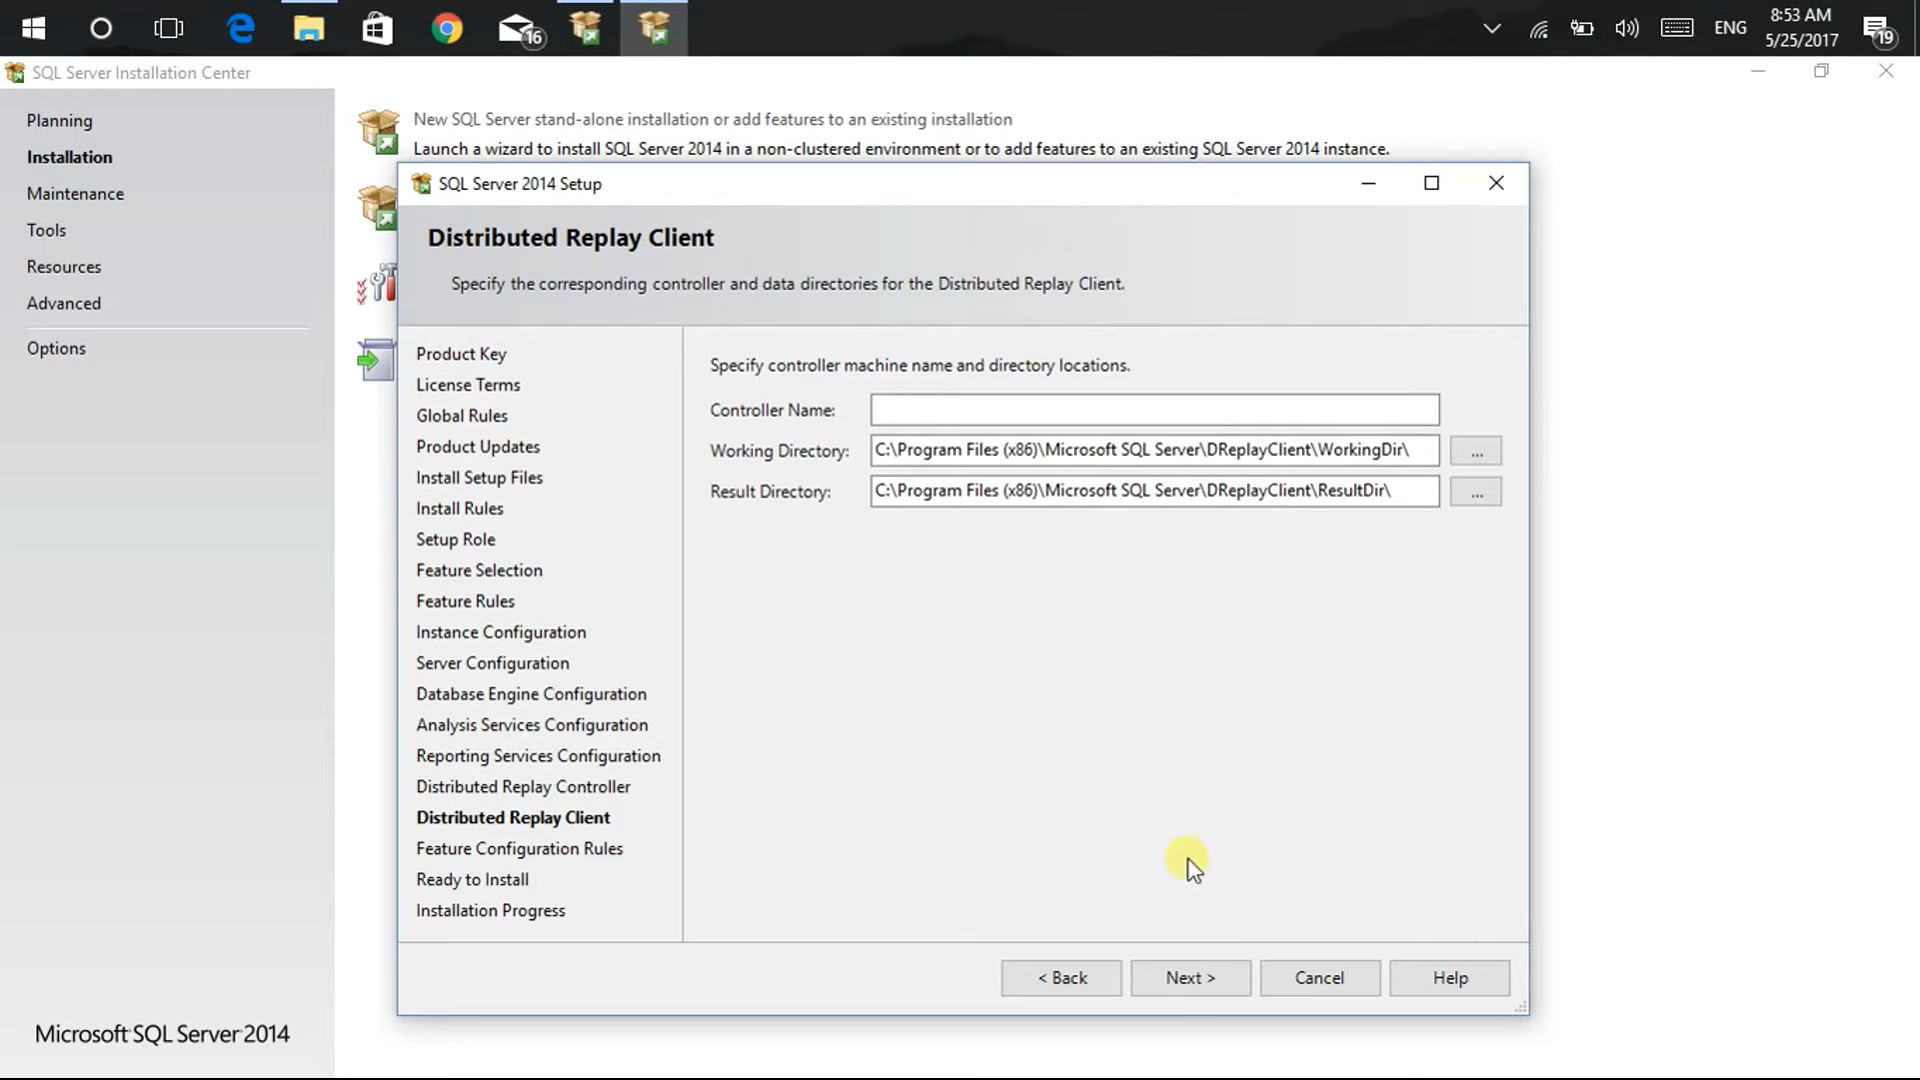 16
ENG
8:53 AM
5/25/2017
19
SQL Server Installation Center
Planning
Installation
Maintenance
Tools
Resources
Advanced
Options
Microsoft SQL Server 2014
New SQL Server stand-alone installation or add features to an existing installation
Launch a wizard to install SQL Server 2014 in a non-clustered environment or to add features to an existing SQL Server 2014 instance.
SQL Server 2014 Setup
Distributed Replay Client
Specify the corresponding controller and data directories for the Distributed Replay Client.
Product Key
License Terms
Global Rules
Product Updates
Install Setup Files
Install Rules
Setup Role
Feature Selection
Feature Rules
Instance Configuration
Server Configuration
Database Engine Configuration
Analysis Services Configuration
Reporting Services Configuration
Distributed Replay Controller
Distributed Replay Client
Feature Configuration Rules
Ready to Install
Installation Progress
Specify controller machine name and directory locations.
Controller Name:
Working Directory: C:\Program Files (x86)\Microsoft SQL Server\DReplayClient\WorkingDir\ ...
Result Directory: C:\Program Files (x86)\Microsoft SQL Server\DReplayClient\ResultDir\ ...
< Back Next > Cancel Help